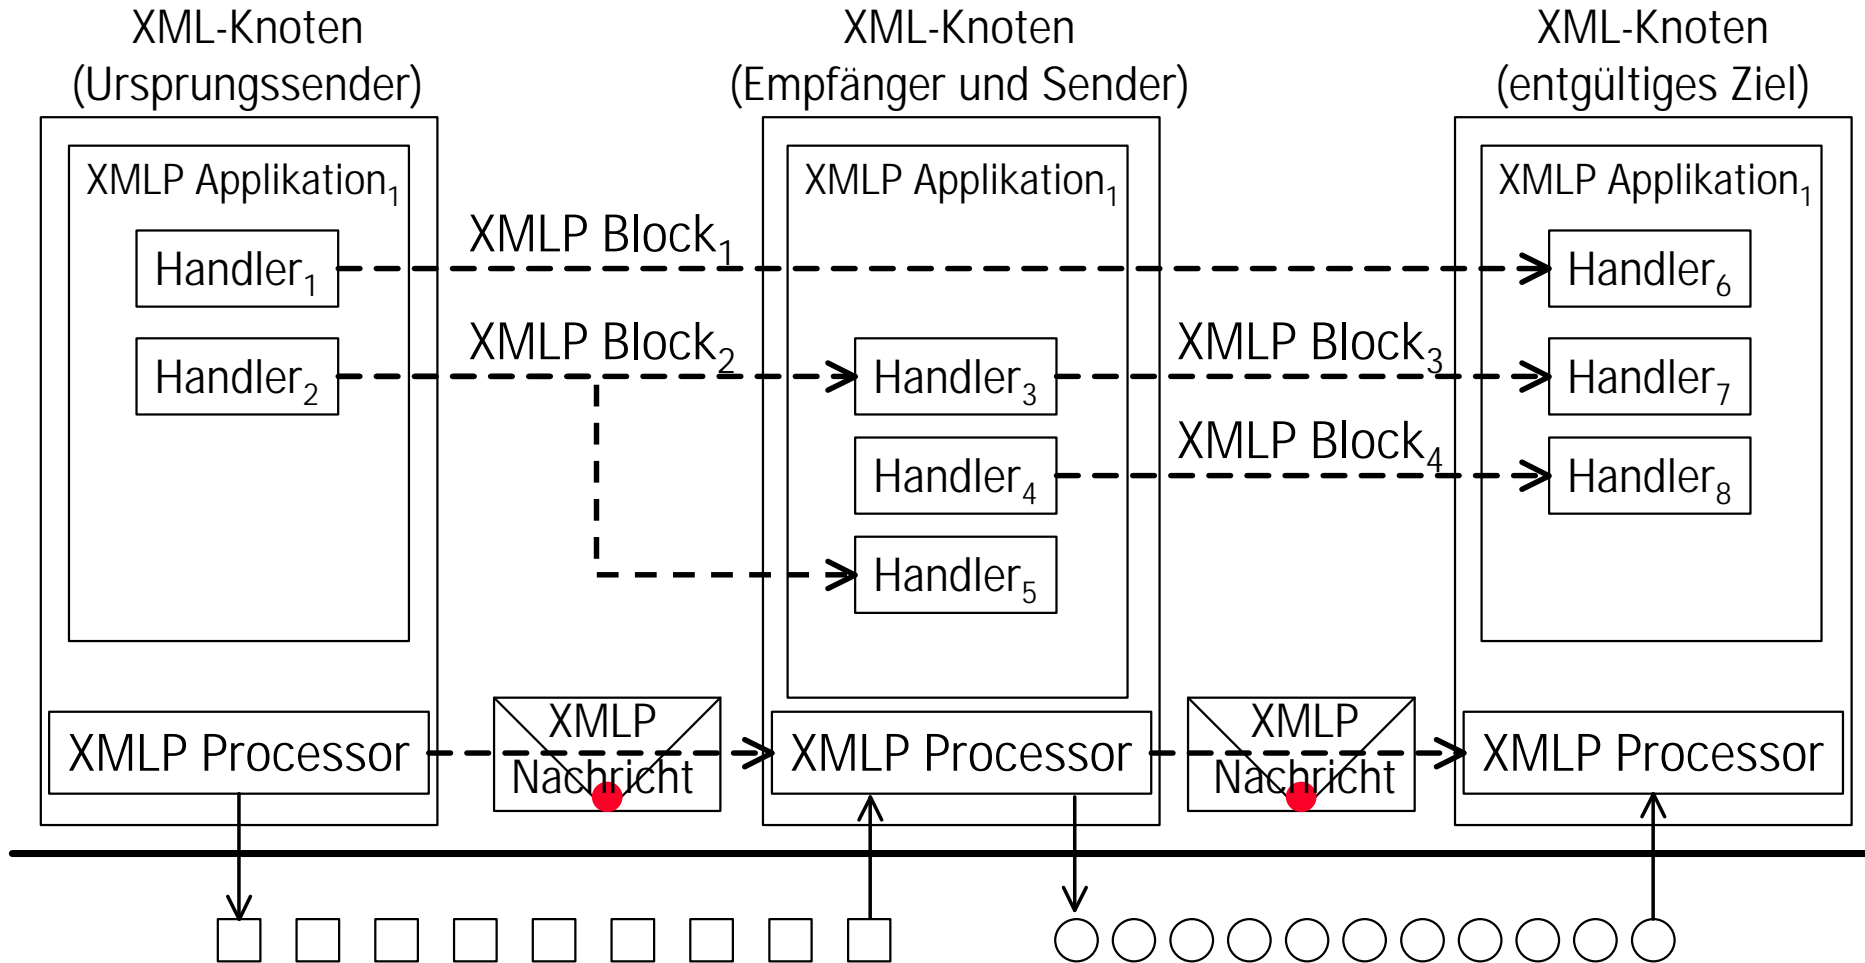 XML-Knoten
(Ursprungssender)
XML-Knoten
(Empfänger und Sender)
XML-Knoten
(entgültiges Ziel)
XMLP Applikation₁
XMLP Applikation₁
XMLP Applikation₁
XMLP Block₁
Handler₁
Handler₆
XMLP Block₂
XMLP Block₃
Handler₂
Handler₃
Handler₇
XMLP Block₄
Handler₄
Handler₈
Handler₅
XMLP Processor
XMLP
Nachricht
XMLP Processor
XMLP
Nachricht
XMLP Processor